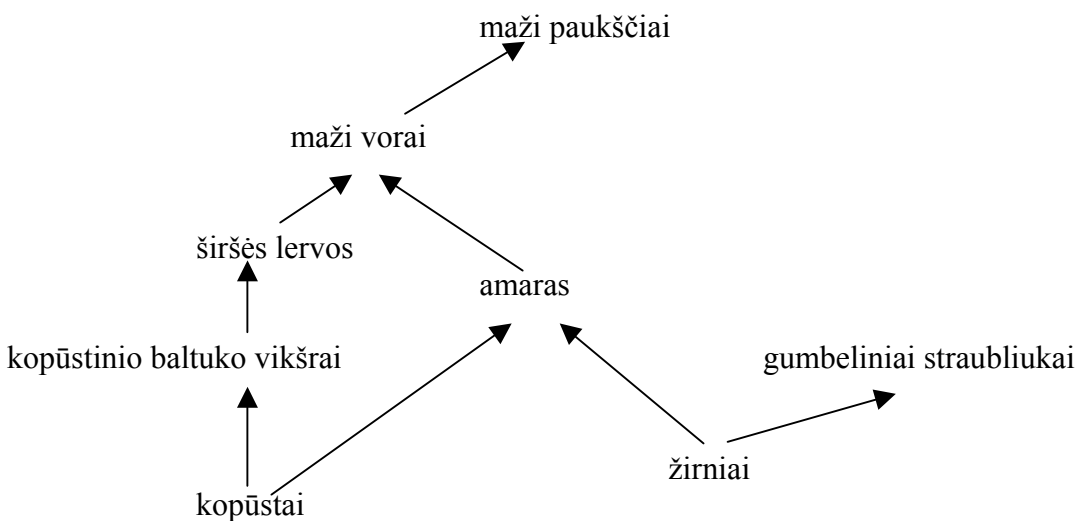 maži paukščiai
maži vorai
širšės lervos
amaras
kopūstinio baltuko vikšrai
gumbeliniai straubliukai
žirniai
kopūstai